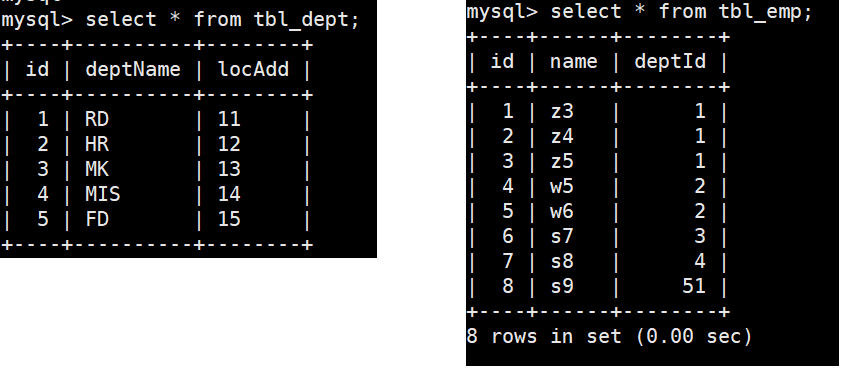 mysql> select * from tbl_dept;
+----+----------+--------+
| id | deptName | locAdd |
+----+----------+--------+
|  1 | RD       | 11     |
|  2 | HR       | 12     |
|  3 | MK       | 13     |
|  4 | MIS      | 14     |
|  5 | FD       | 15     |
+----+----------+--------+
mysql> select * from tbl_emp;
+----+------+--------+
| id | name | deptId |
+----+------+--------+
|  1 | z3   |      1 |
|  2 | z4   |      1 |
|  3 | z5   |      1 |
|  4 | w5   |      2 |
|  5 | w6   |      2 |
|  6 | s7   |      3 |
|  7 | s8   |      4 |
|  8 | s9   |     51 |
+----+------+--------+
8 rows in set (0.00 sec)